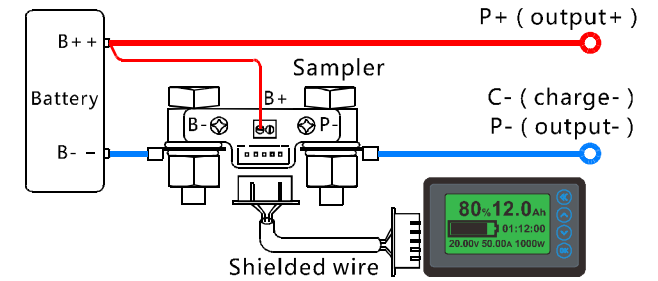 P+ ( output+ )
B+ +
Sampler
B+
C- ( charge- )
Battery
B-
P-
P- ( output- )
B- -
80%12.0Ah
01:12:00
20.00v 50.00A 1000W
Shielded wire